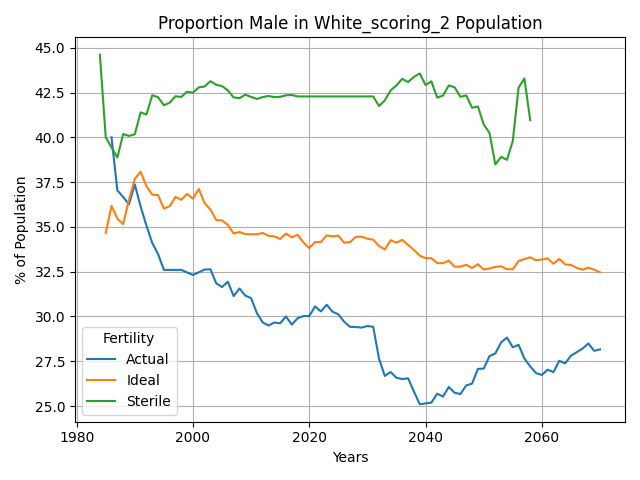 Proportion Male in White_scoring_2 Population
45.0
42.5
40.0
37.5
35.0
32.5
30.0
27.5
25.0
% of Population
Fertility
Actual
Ideal
Sterile
1980
2000
2020
2040
2060
Years